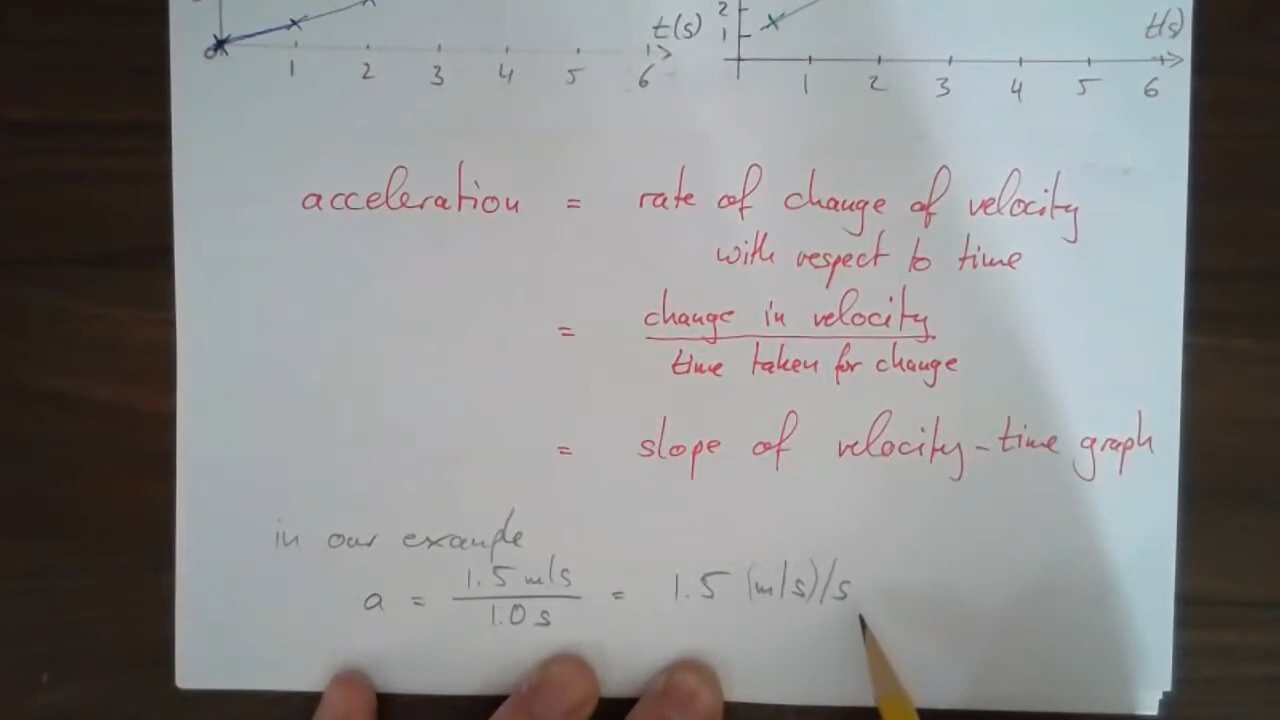 t(s)
1 2 3 4 5 6
2
1
t(s)
1 2 3 4 5 6
acceleration = rate of change of velocity
with respect to time
= change in velocity
time taken for change
= slope of velocity-time graph
in our example
a = 1.5 m/s / 1.0 s = 1.5 (m/s)/s